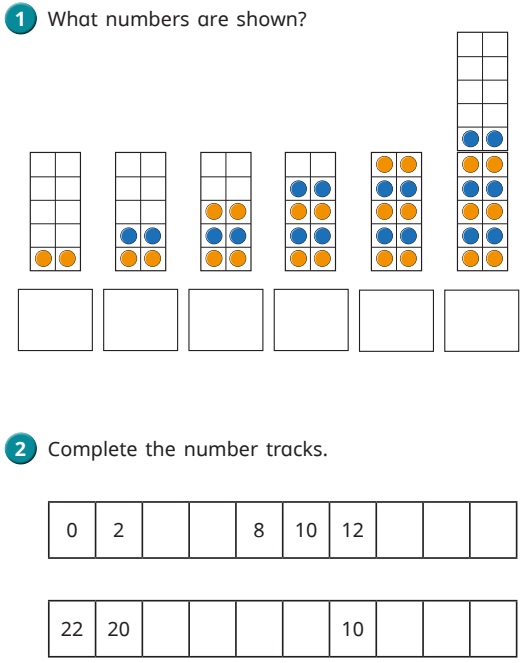 1 What numbers are shown?
2 Complete the number tracks.
0 2 8 10 12
22 20 10